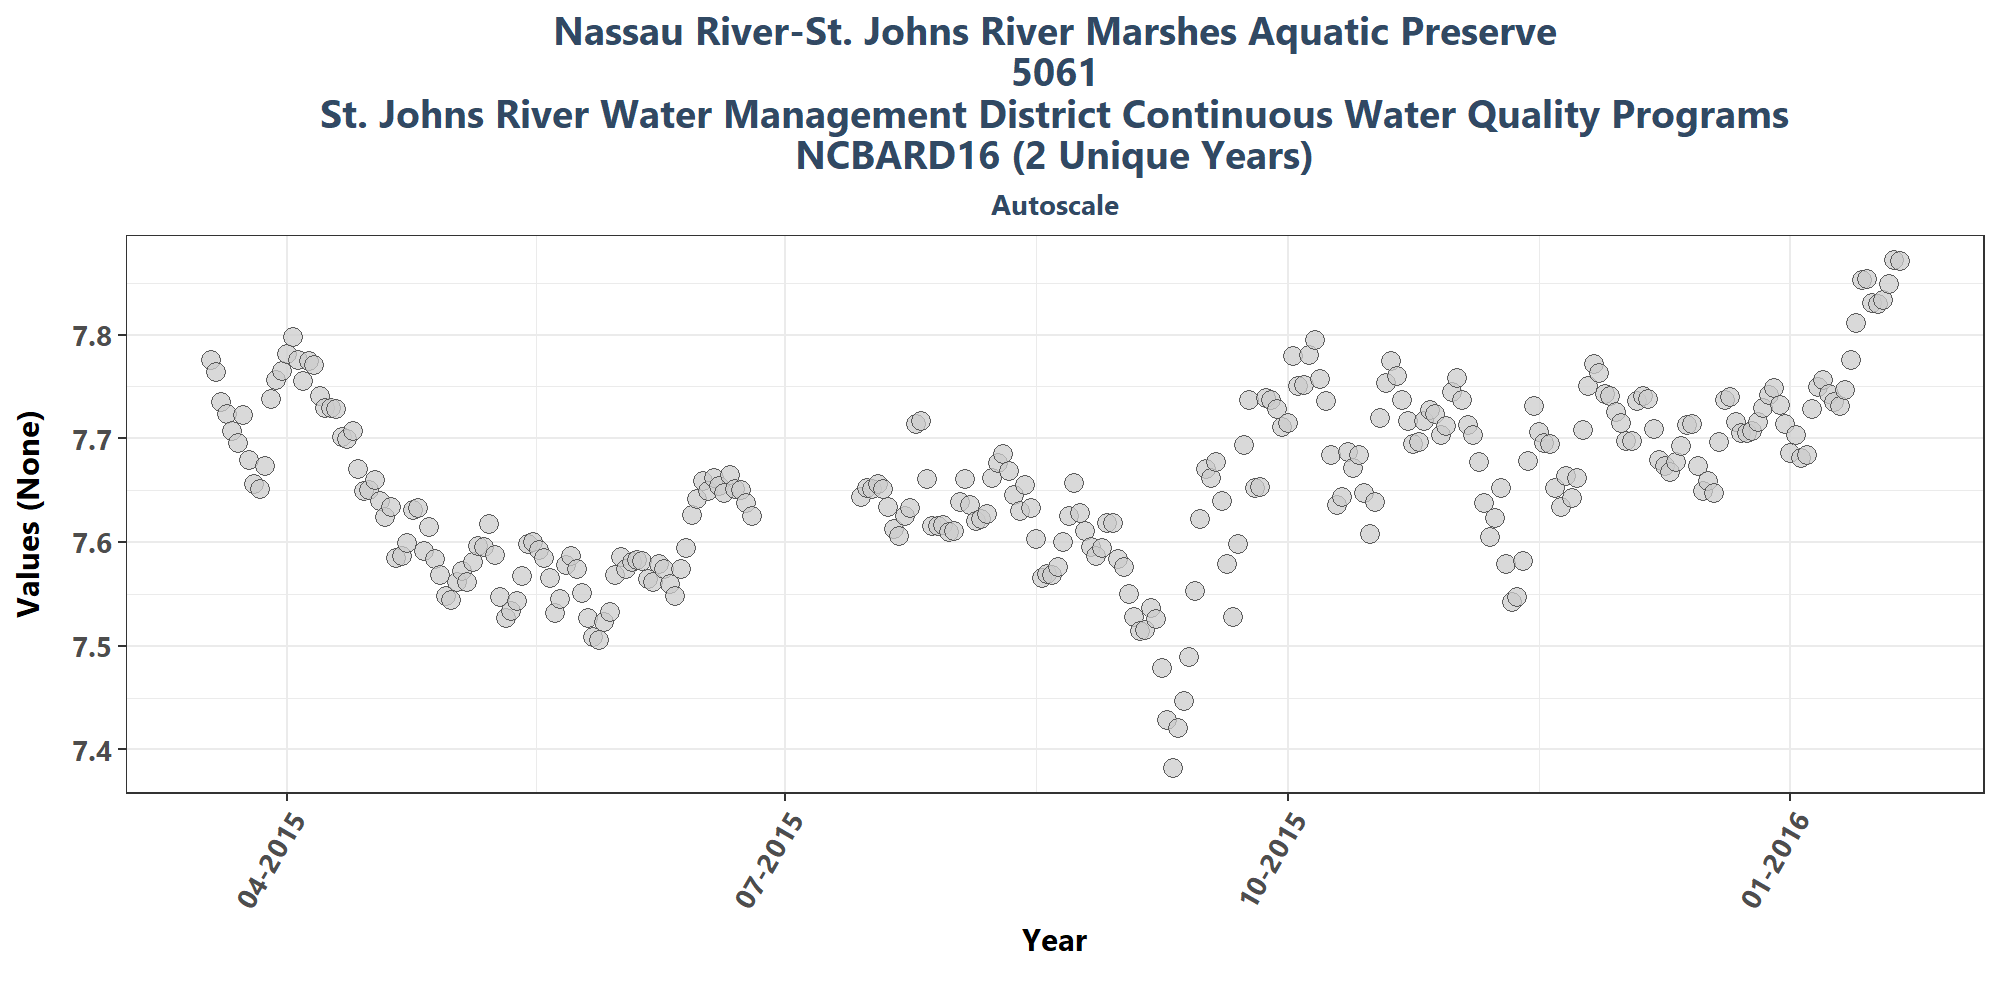 Nassau River-St. Johns River Marshes Aquatic Preserve
5061
St. Johns River Water Management District Continuous Water Quality Programs
NCBARD16 (2 Unique Years)
Autoscale
Values (None)
7.8
7.7
7.6
7.5
7.4
04-2015
07-2015
10-2015
01-2016
Year